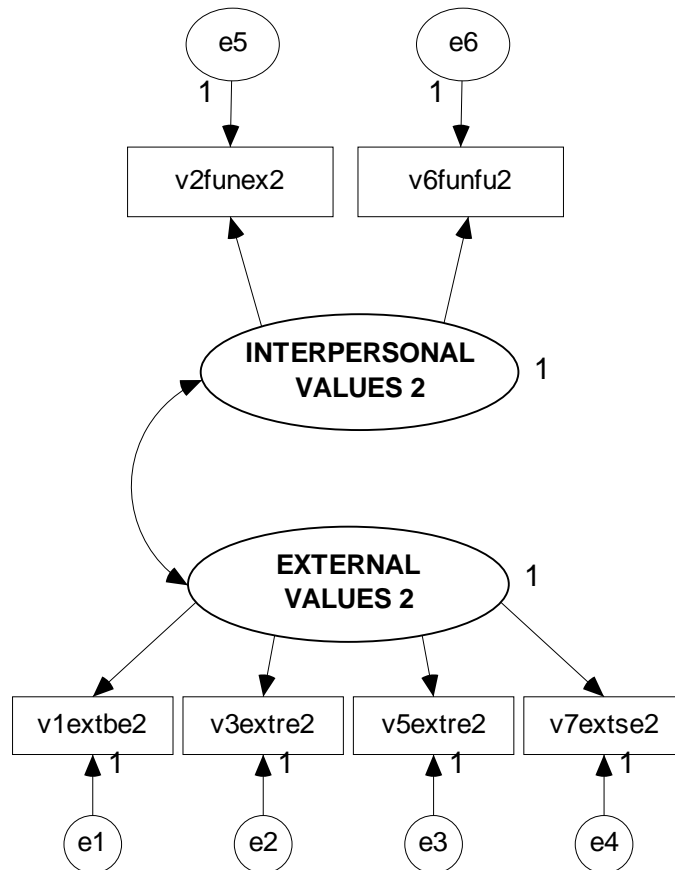 e5
e6
1
1
v2funex2
v6funfu2
INTERPERSONAL
VALUES 2
1
EXTERNAL
VALUES 2
1
v1extbe2
v3extre2
v5extre2
v7extse2
1
1
1
1
e1
e2
e3
e4